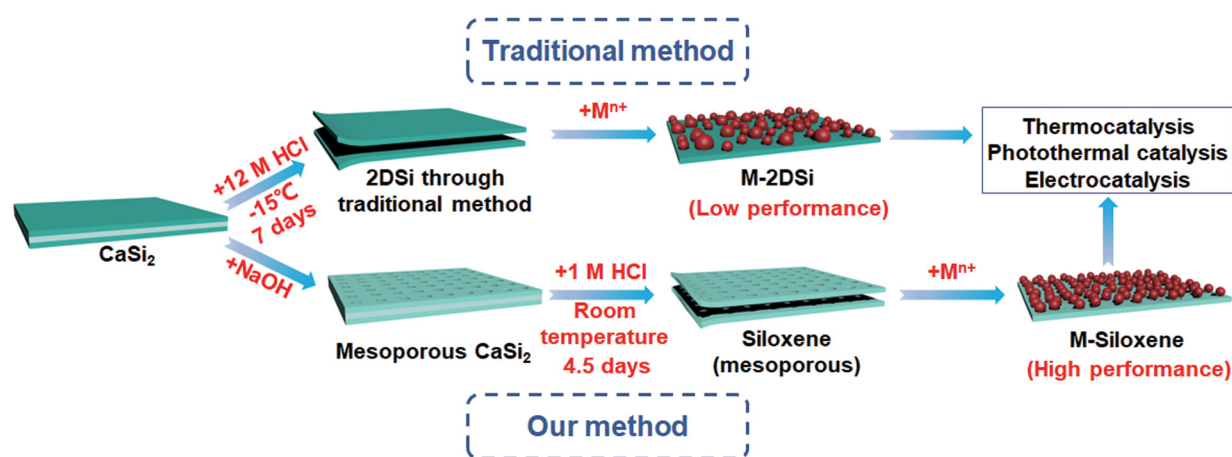 Traditional method
+12 M HCl
-15℃
7 days
2DSi through
traditional method
+Mⁿ⁺
M-2DSi
(Low performance)
Thermocatalysis
Photothermal catalysis
Electrocatalysis
CaSi₂
+NaOH
Mesoporous CaSi₂
+1 M HCl
Room
temperature
4.5 days
Siloxene
(mesoporous)
+Mⁿ⁺
M-Siloxene
(High performance)
Our method